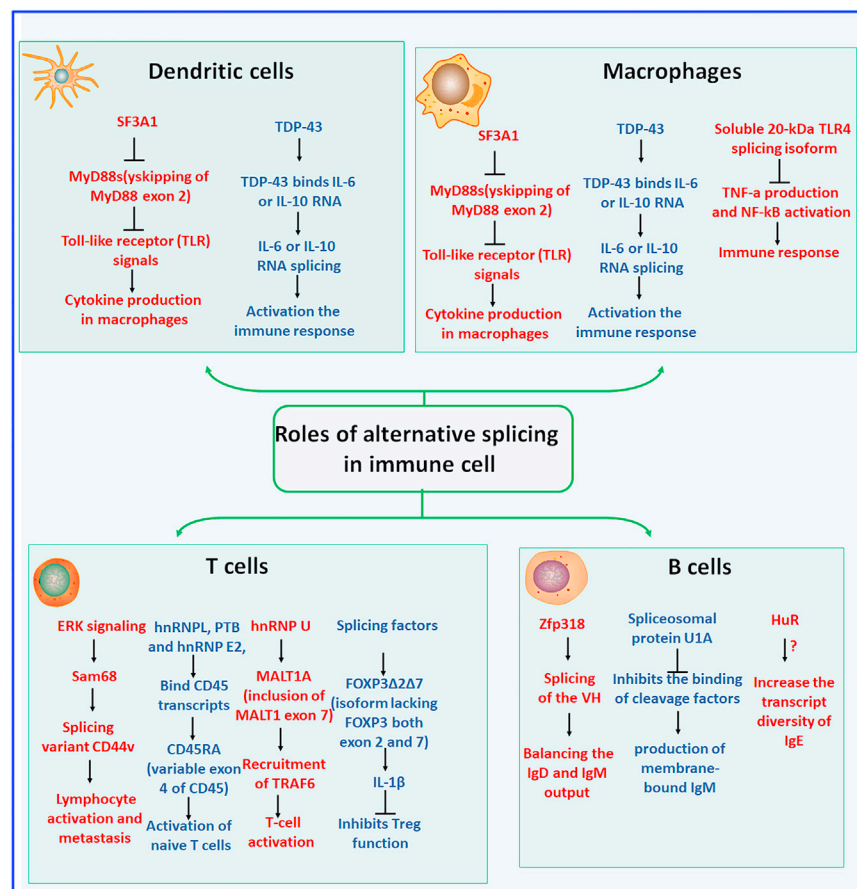 Dendritic cells
SF3A1
MyD88s(yskipping of
MyD88 exon 2)
Toll-like receptor (TLR)
signals
Cytokine production
in macrophages
TDP-43
TDP-43 binds IL-6
or IL-10 RNA
IL-6 or IL-10
RNA splicing
Activation the
immune response
Macrophages
SF3A1
MyD88s(yskipping of
MyD88 exon 2)
Toll-like receptor (TLR)
signals
Cytokine production
in macrophages
TDP-43
TDP-43 binds IL-6
or IL-10 RNA
IL-6 or IL-10
RNA splicing
Activation the
immune response
Soluble 20-kDa TLR4
splicing isoform
TNF-a production
and NF-kB activation
Immune response
Roles of alternative splicing
in immune cell
T cells
ERK signaling
Sam68
Splicing
variant CD44v
Lymphocyte
activation and
metastasis
hnRNPL, PTB
and hnRNP E2,
Bind CD45
transcripts
CD45RA
(variable exon
4 of CD45)
Activation of
naive T cells
hnRNP U
MALT1A
(inclusion of
MALT1 exon 7)
Recruitment
of TRAF6
T-cell
activation
Splicing factors
FOXP3Δ2Δ7
(isoform lacking
FOXP3 both
exon 2 and 7)
IL-1β
Inhibits Treg
function
B cells
Zfp318
Splicing
of the VH
Balancing the
IgD and IgM
output
Spliceosomal
protein U1A
Inhibits the binding
of cleavage factors
production of
membrane-
bound IgM
HuR
?
Increase the
transcript
diversity of
IgE